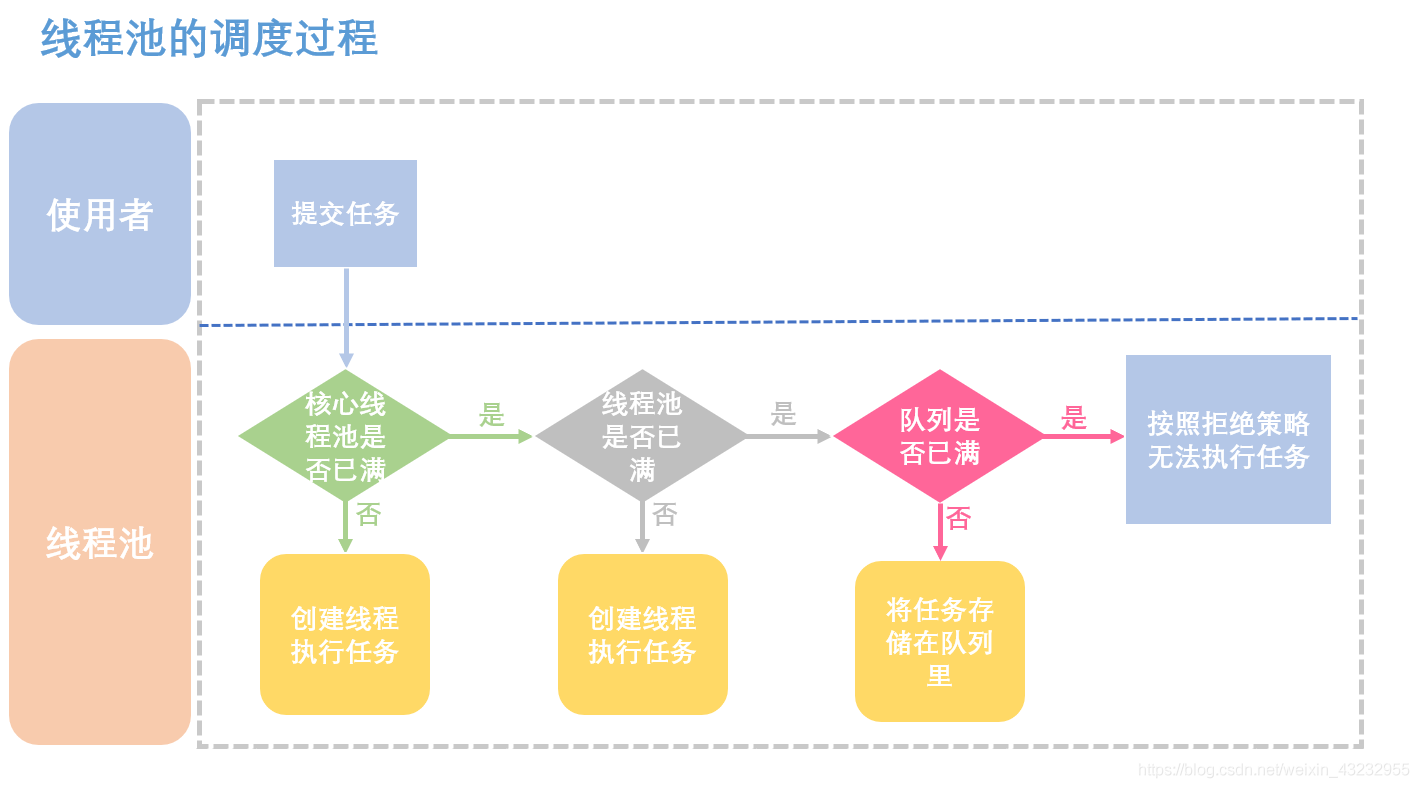 线程池的调度过程
使用者
提交任务
线程池
核心线
程池是
否已满
是
线程池
是否已
满
是
队列是
否已满
是
按照拒绝策略
无法执行任务
否
否
否
创建线程
执行任务
创建线程
执行任务
将任务存
储在队列
里
https://blog.csdn.net/weixin_43232955